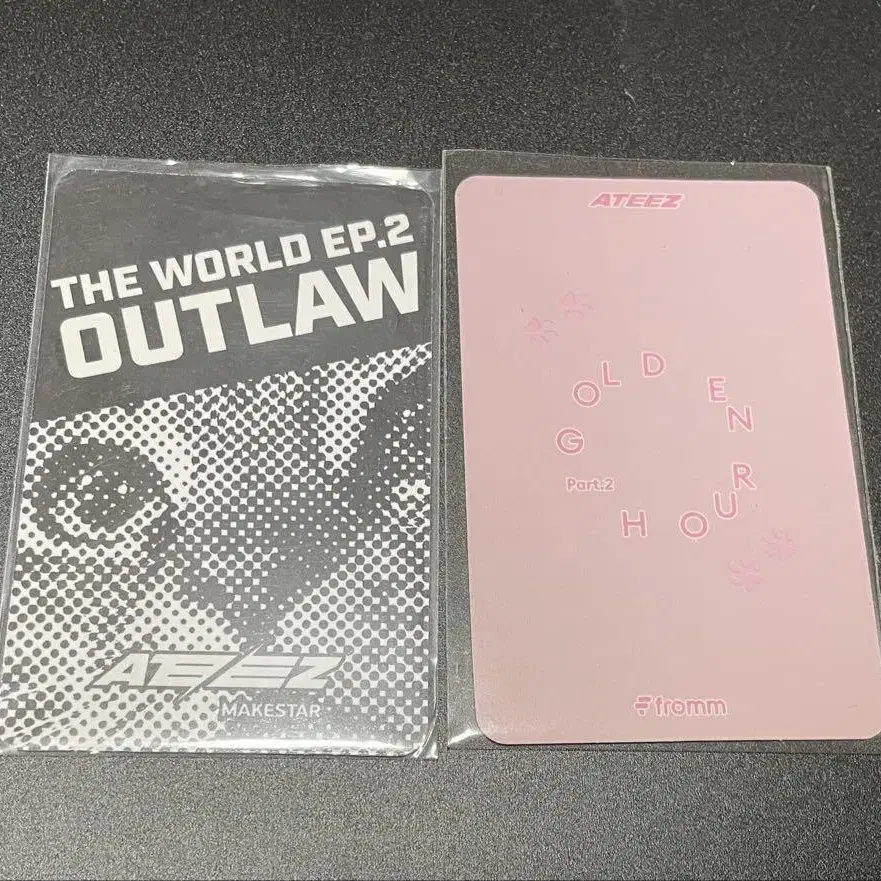 THE WORLD EP.2
OUTLAW
ATEEZ
MAKESTAR
ATEEZ
GOLDEN
Part.2
HOUR
fromm